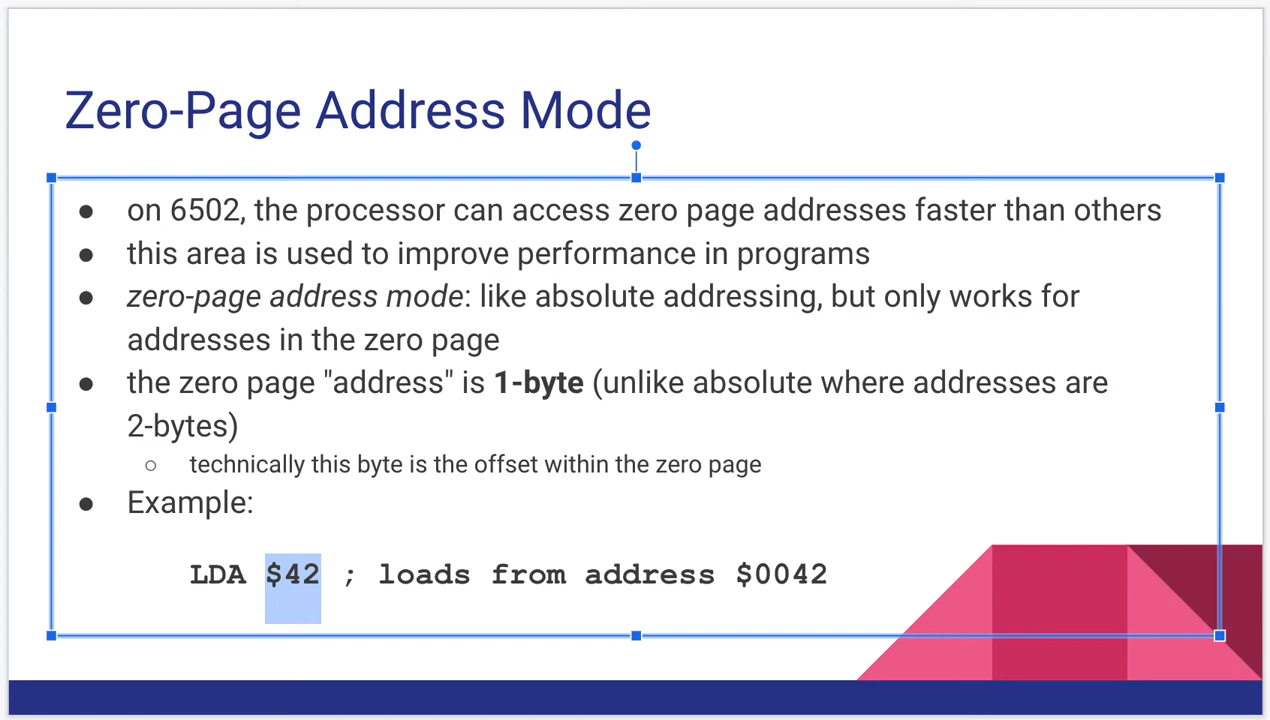 Zero-Page Address Mode
● on 6502, the processor can access zero page addresses faster than others
● this area is used to improve performance in programs
● zero-page address mode: like absolute addressing, but only works for
addresses in the zero page
● the zero page "address" is 1-byte (unlike absolute where addresses are
2-bytes)
○ technically this byte is the offset within the zero page
● Example:
LDA $42 ; loads from address $0042